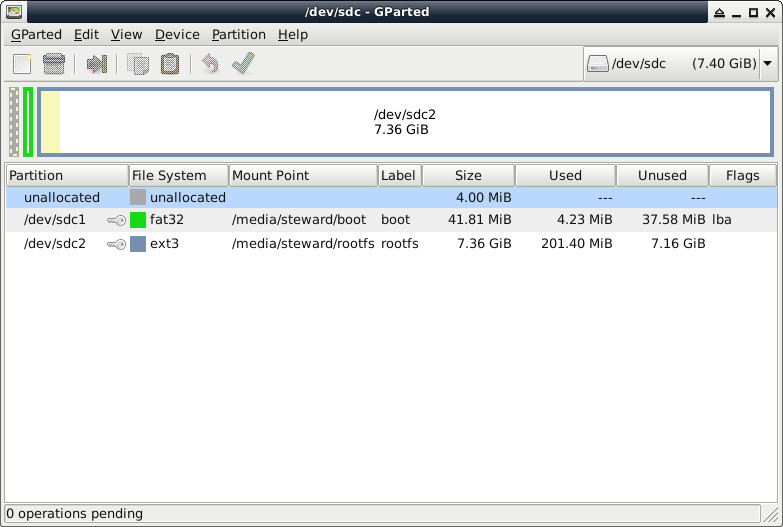 /dev/sdc - GParted
GParted Edit View Device Partition Help
/dev/sdc (7.40 GiB)
/dev/sdc2
7.36 GiB
Partition File System Mount Point Label Size Used Unused Flags
unallocated unallocated 4.00 MiB --- ---
/dev/sdc1 fat32 /media/steward/boot boot 41.81 MiB 4.23 MiB 37.58 MiB lba
/dev/sdc2 ext3 /media/steward/rootfs rootfs 7.36 GiB 201.40 MiB 7.16 GiB
0 operations pending